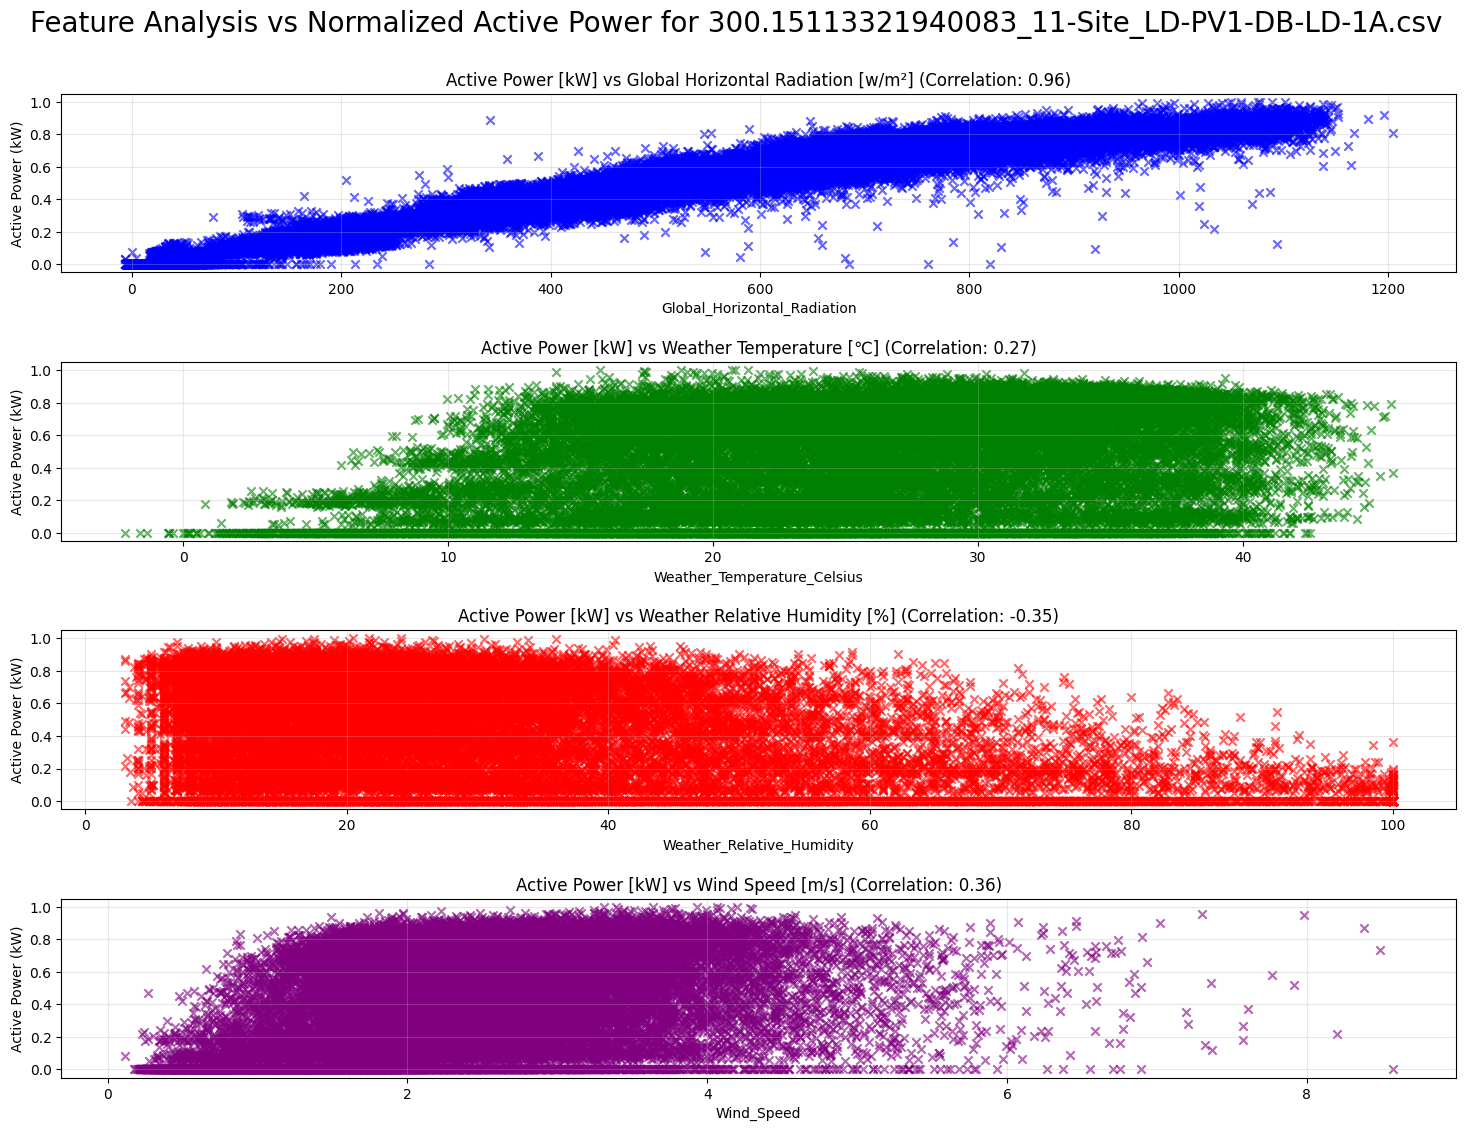 Feature Analysis vs Normalized Active Power for 300.15113321940083_11-Site_LD-PV1-DB-LD-1A.csv
Active Power [kW] vs Global Horizontal Radiation [w/m²] (Correlation: 0.96)
Active Power (kW)
1.0
0.8
0.6
0.4
0.2
0.0
0 200 400 600 800 1000 1200
Global_Horizontal_Radiation
Active Power [kW] vs Weather Temperature [℃] (Correlation: 0.27)
Active Power (kW)
1.0
0.8
0.6
0.4
0.2
0.0
0 10 20 30 40
Weather_Temperature_Celsius
Active Power [kW] vs Weather Relative Humidity [%] (Correlation: -0.35)
Active Power (kW)
1.0
0.8
0.6
0.4
0.2
0.0
0 20 40 60 80 100
Weather_Relative_Humidity
Active Power [kW] vs Wind Speed [m/s] (Correlation: 0.36)
Active Power (kW)
1.0
0.8
0.6
0.4
0.2
0.0
0 2 4 6 8
Wind_Speed